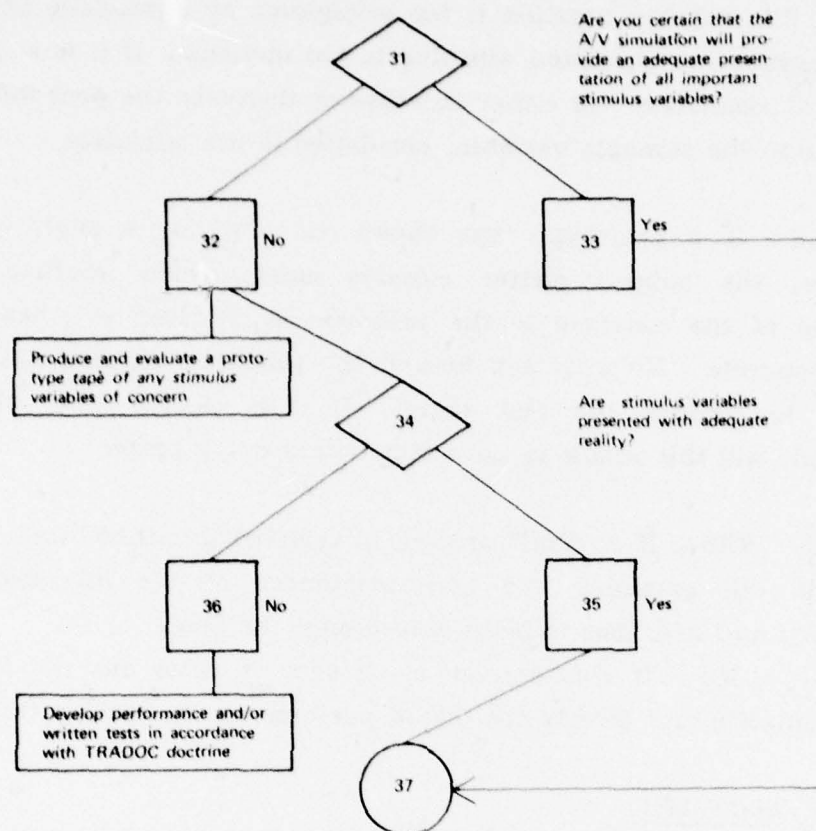 31
Are you certain that the
A/V simulation will pro-
vide an adequate presen-
tation of all important
stimulus variables?
32
No
33
Yes
Produce and evaluate a proto
type tape of any stimulus
variables of concern
34
Are stimulus variables
presented with adequate
reality?
36
No
35
Yes
Develop performance and/or
written tests in accordance
with TRADOC doctrine
37